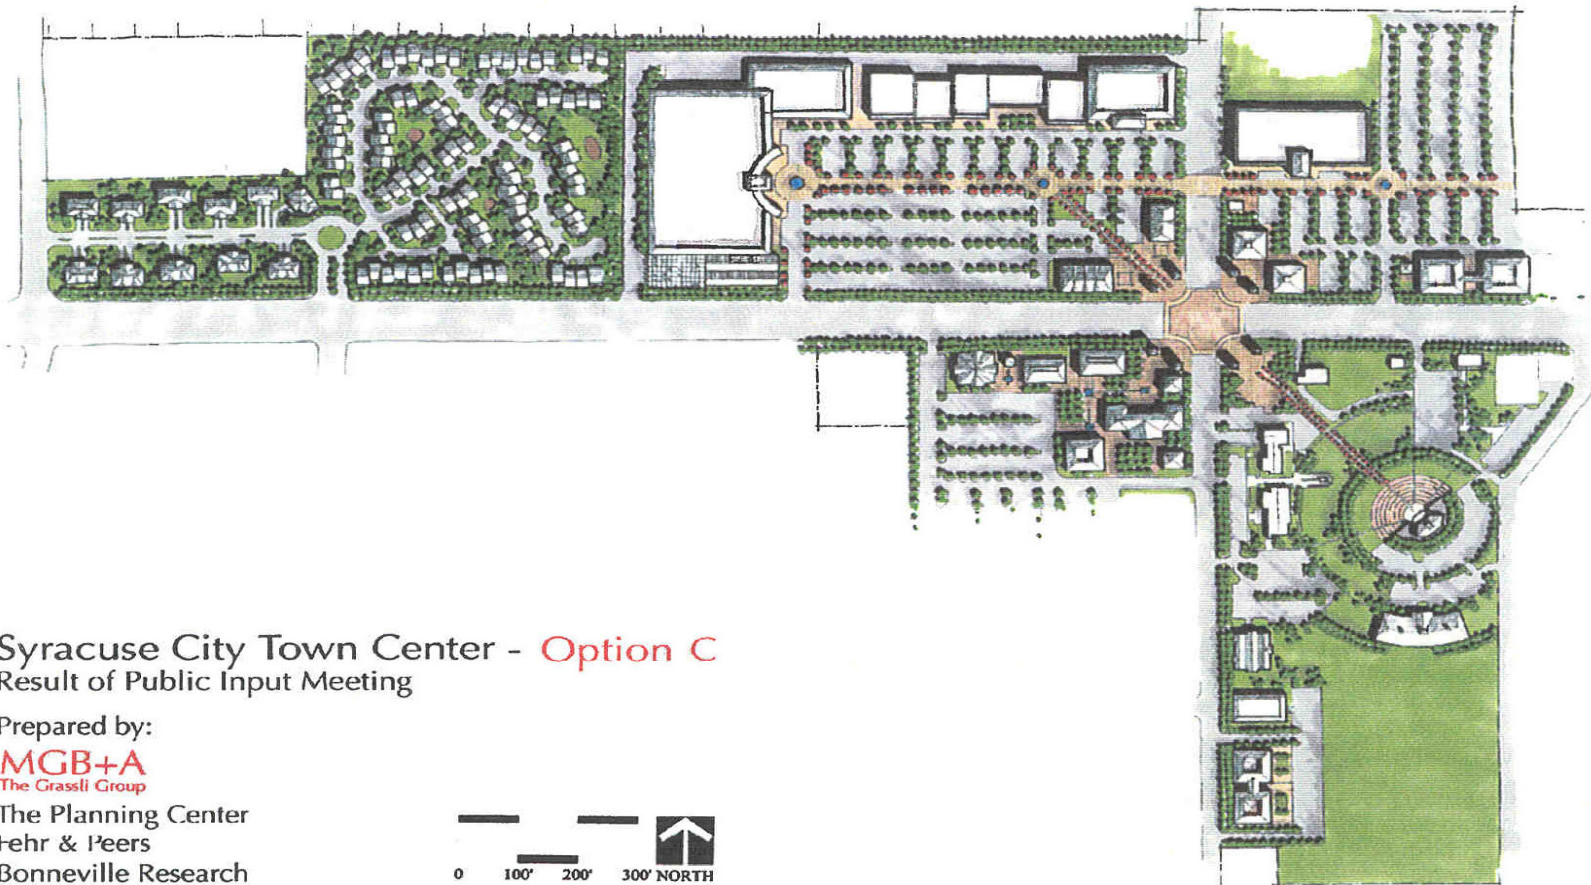 Syracuse City Town Center - Option C
Result of Public Input Meeting
Prepared by:
MGB+A
The Grassli Group
The Planning Center
Fehr & Peers
Bonneville Research
0 100' 200' 300' NORTH